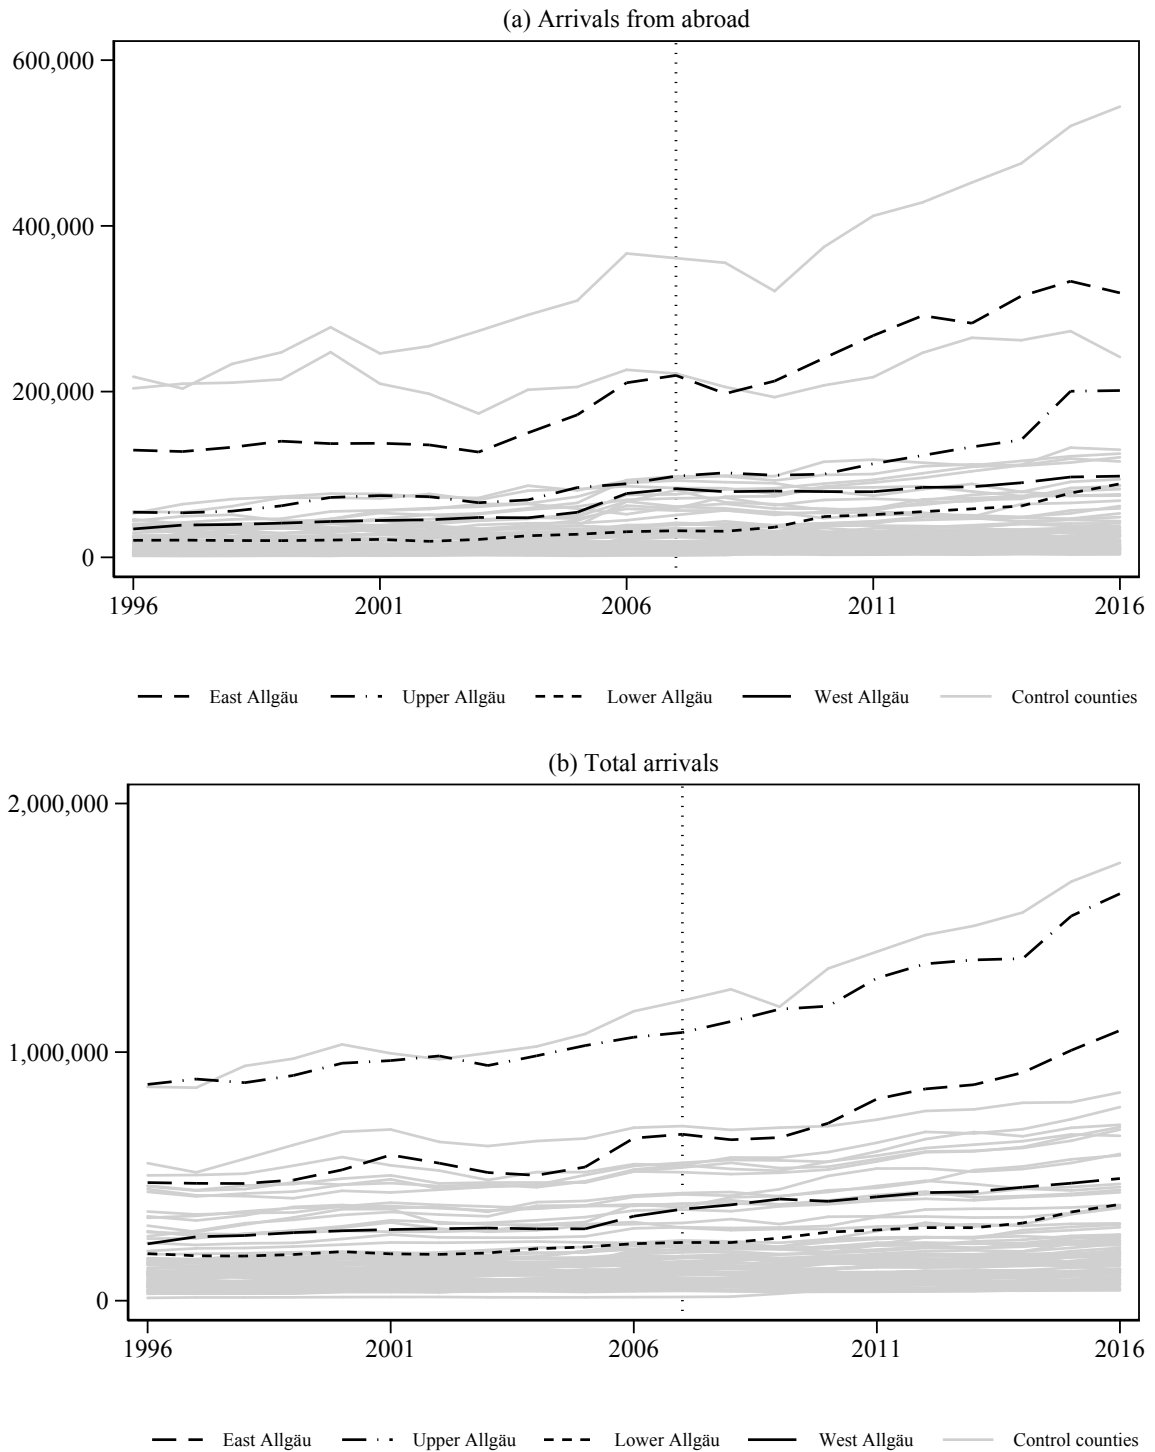 (a) Arrivals from abroad
600,000
400,000
200,000
0
1996 2001 2006 2011 2016
East Allgäu Upper Allgäu Lower Allgäu West Allgäu Control counties
(b) Total arrivals
2,000,000
1,000,000
0
1996 2001 2006 2011 2016
East Allgäu Upper Allgäu Lower Allgäu West Allgäu Control counties